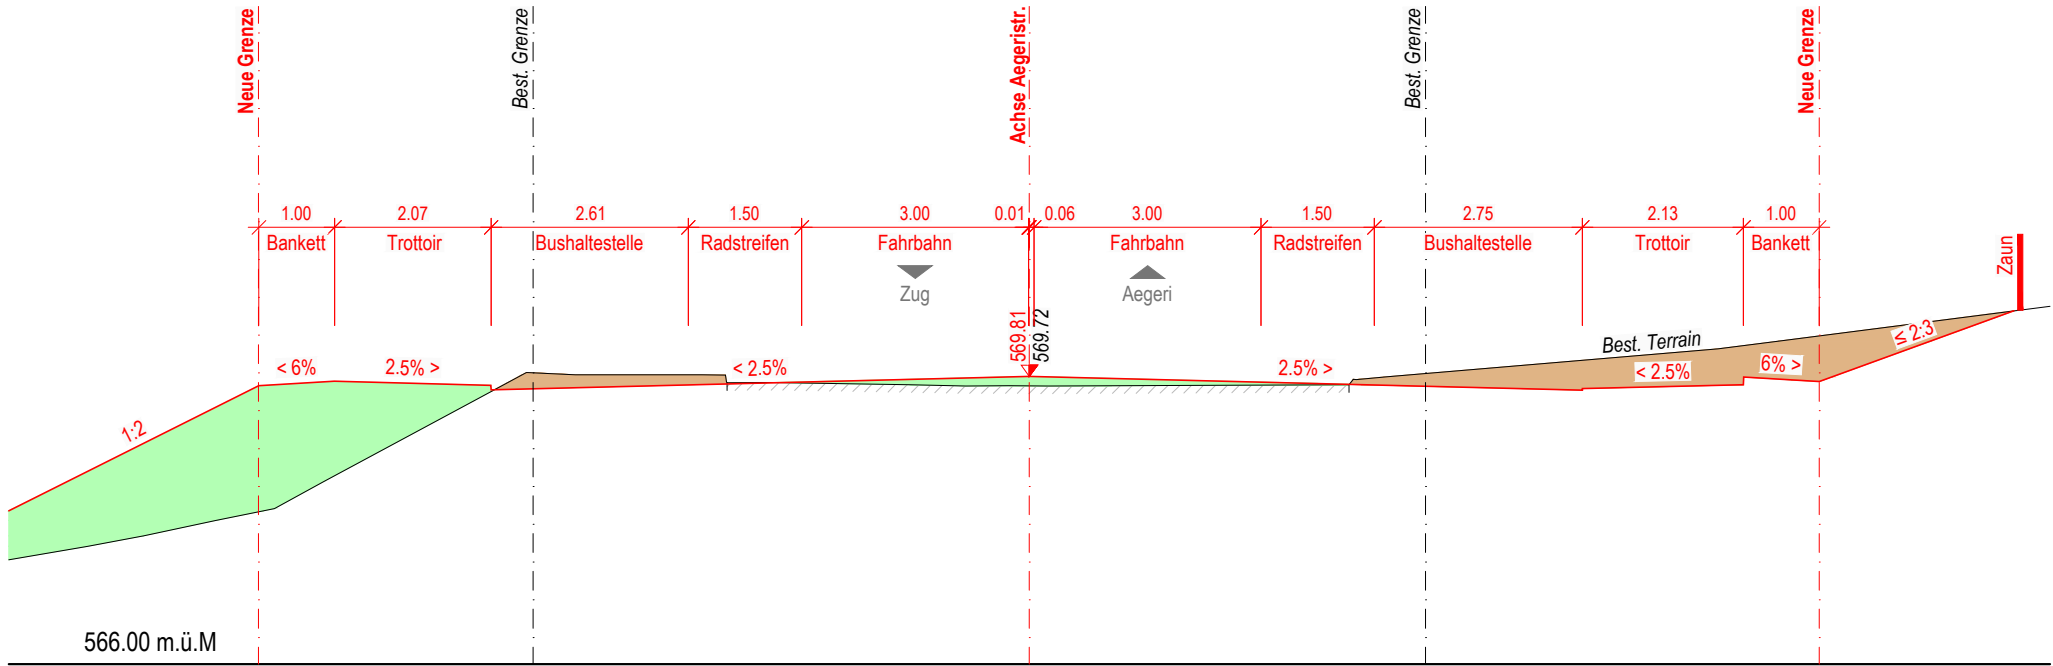 Neue Grenze
Best. Grenze
Achse Aegeristr.
Best. Grenze
Neue Grenze
1.00 2.07 2.61 1.50 3.00 0.01 0.06 3.00 1.50 2.75 2.13 1.00
Bankett Trottoir Bushaltestelle Radstreifen Fahrbahn Fahrbahn Radstreifen Bushaltestelle Trottoir Bankett
Zaun
Zug Aegeri
569.81
569.72
Best. Terrain
≤ 2:3
< 6% 2.5% > < 2.5% 2.5% > < 2.5% 6% >
1:2
566.00 m.ü.M